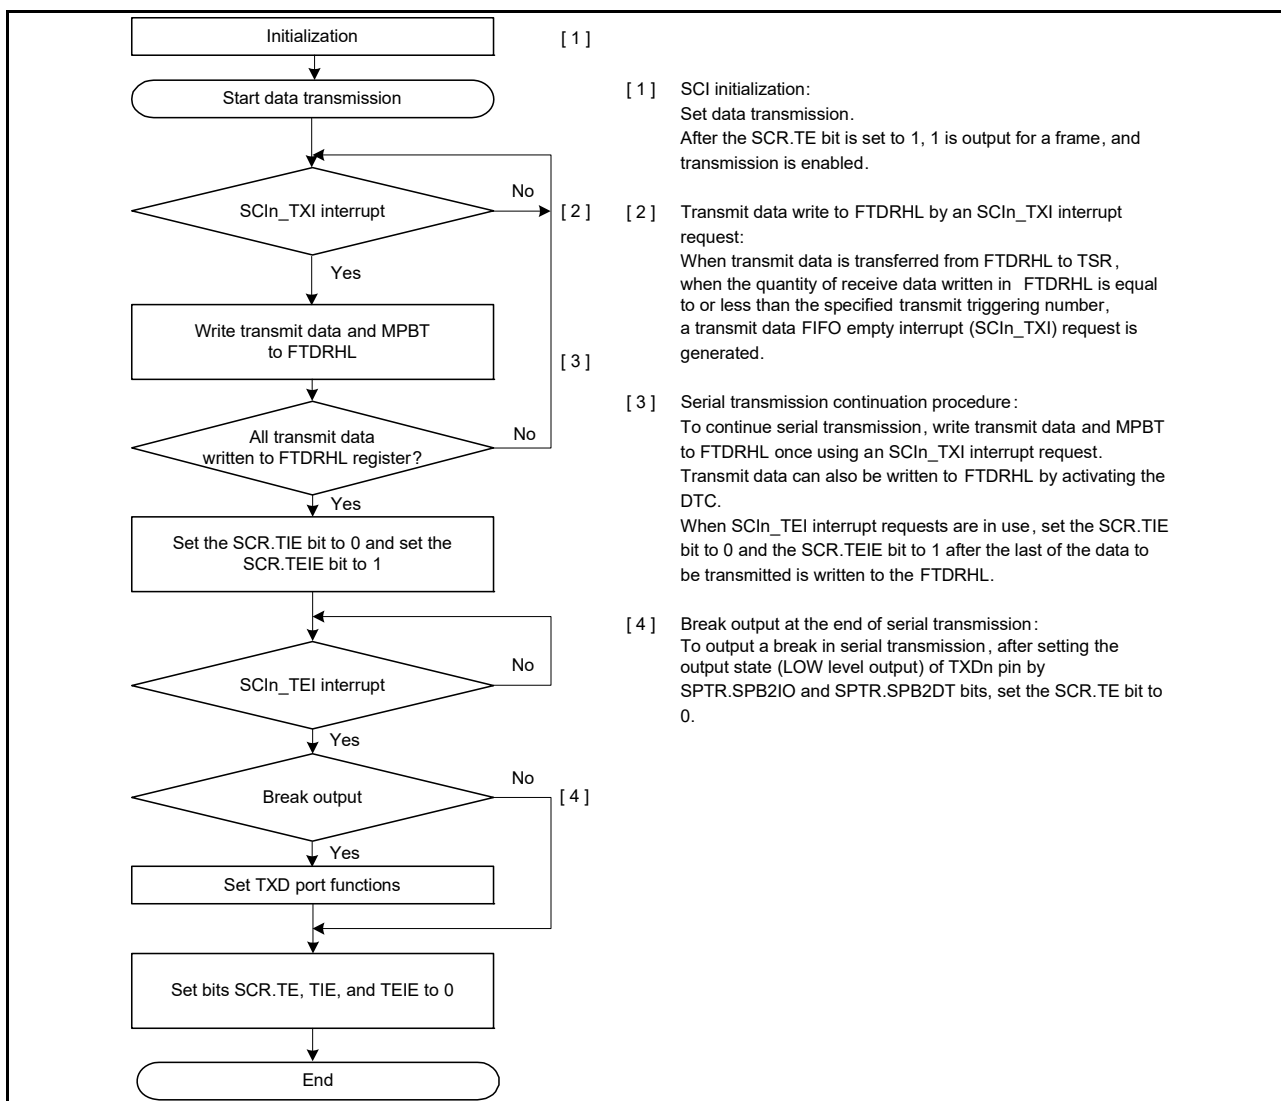 Initialization
[ 1 ]
Start data transmission
SCIn_TXI interrupt
No
[ 2 ]
Yes
Write transmit data and MPBT
to FTDRHL
[ 3 ]
All transmit data
written to FTDRHL register?
No
Yes
Set the SCR.TIE bit to 0 and set the
SCR.TEIE bit to 1
SCIn_TEI interrupt
No
Yes
Break output
No
[ 4 ]
Yes
Set TXD port functions
Set bits SCR.TE, TIE, and TEIE to 0
End
[ 1 ] SCI initialization:
Set data transmission.
After the SCR.TE bit is set to 1, 1 is output for a frame, and
transmission is enabled.
[ 2 ] Transmit data write to FTDRHL by an SCIn_TXI interrupt
request:
When transmit data is transferred from FTDRHL to TSR,
when the quantity of receive data written in FTDRHL is equal
to or less than the specified transmit triggering number,
a transmit data FIFO empty interrupt (SCIn_TXI) request is
generated.
[ 3 ] Serial transmission continuation procedure:
To continue serial transmission, write transmit data and MPBT
to FTDRHL once using an SCIn_TXI interrupt request.
Transmit data can also be written to FTDRHL by activating the
DTC.
When SCIn_TEI interrupt requests are in use, set the SCR.TIE
bit to 0 and the SCR.TEIE bit to 1 after the last of the data to
be transmitted is written to the FTDRHL.
[ 4 ] Break output at the end of serial transmission:
To output a break in serial transmission, after setting the
output state (LOW level output) of TXDn pin by
SPTR.SPB2IO and SPTR.SPB2DT bits, set the SCR.TE bit to
0.